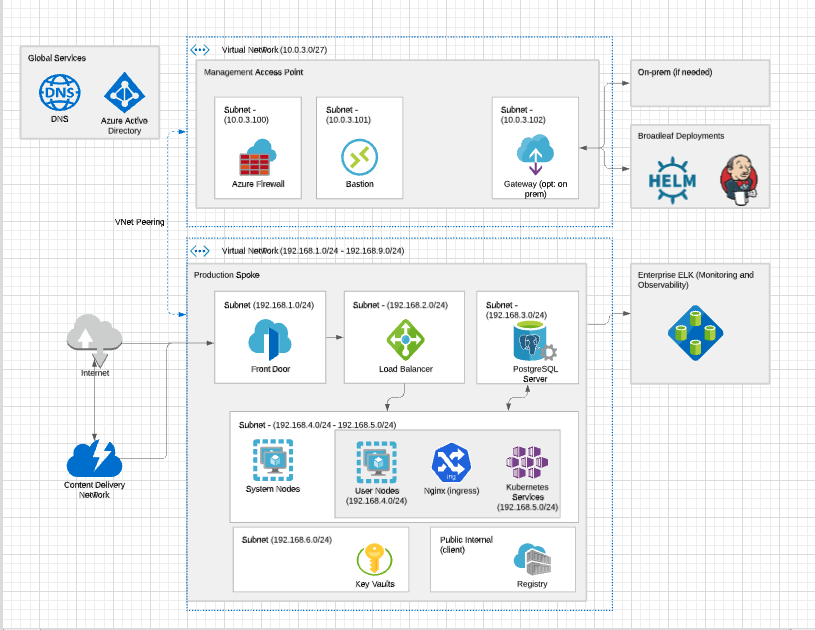 Virtual Network (10.0.3.0/27)
Global Services
DNS
DNS
Azure Active
Directory
Management Access Point
Subnet -
(10.0.3.100)
Azure Firewall
Subnet -
(10.0.3.101)
Bastion
Subnet -
(10.0.3.102)
Gateway (opt: on
prem)
On-prem (if needed)
Broadleaf Deployments
HELM
VNet Peering
Virtual Network (192.168.1.0/24 - 192.168.9.0/24)
Production Spoke
Subnet (192.168.1.0/24)
Front Door
Subnet - (192.168.2.0/24)
Load Balancer
Subnet -
(192.168.3.0/24)
PostgreSQL
Server
Enterprise ELK (Monitoring and
Observability)
Internet
Content Delivery
Network
Subnet - (192.168.4.0/24 - 192.168.5.0/24)
System Nodes
User Nodes
(192.168.4.0/24)
ing
Nginx (ingress)
Kubernetes
Services
(192.168.5.0/24)
Subnet (192.168.6.0/24)
Key Vaults
Public Internal
(client)
Registry